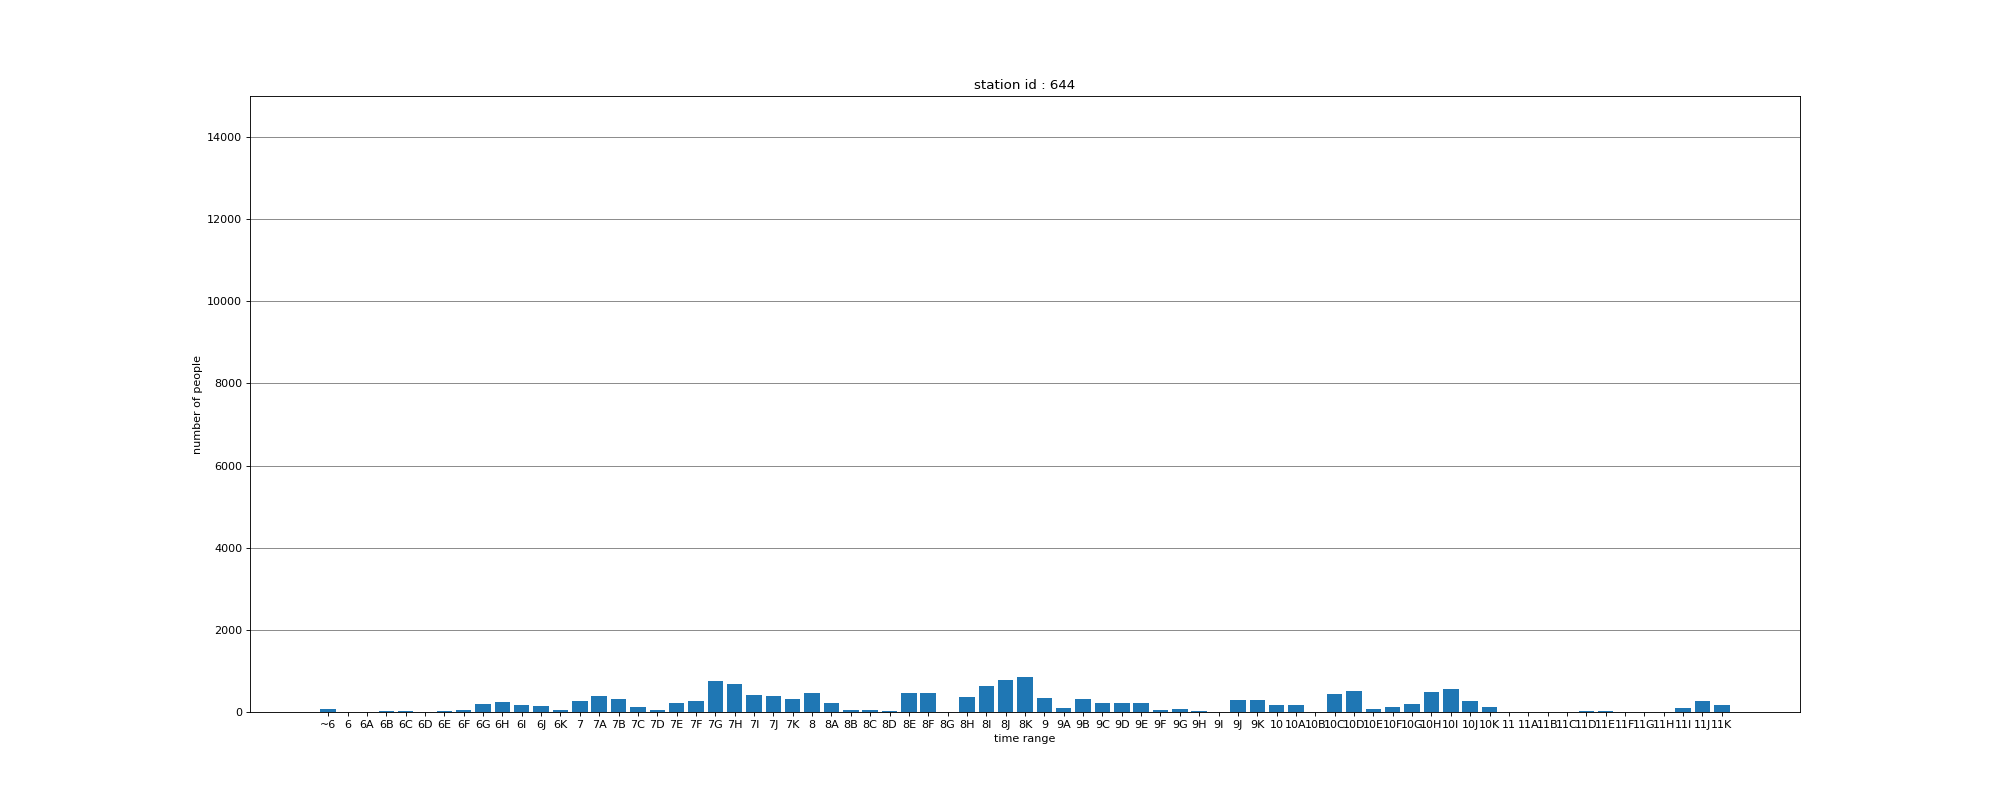 station id : 644
14000
12000
10000
8000
6000
4000
2000
0
number of people
~6 6 6A 6B 6C 6D 6E 6F 6G 6H 6I 6J 6K 7 7A 7B 7C 7D 7E 7F 7G 7H 7I 7J 7K 8 8A 8B 8C 8D 8E 8F 8G 8H 8I 8J 8K 9 9A 9B 9C 9D 9E 9F 9G 9H 9I 9J 9K 10 10A 10B 10C 10D 10E 10F 10G 10H 10I 10J 10K 11 11A 11B 11C 11D 11E 11F 11G 11H 11I 11J 11K
time range